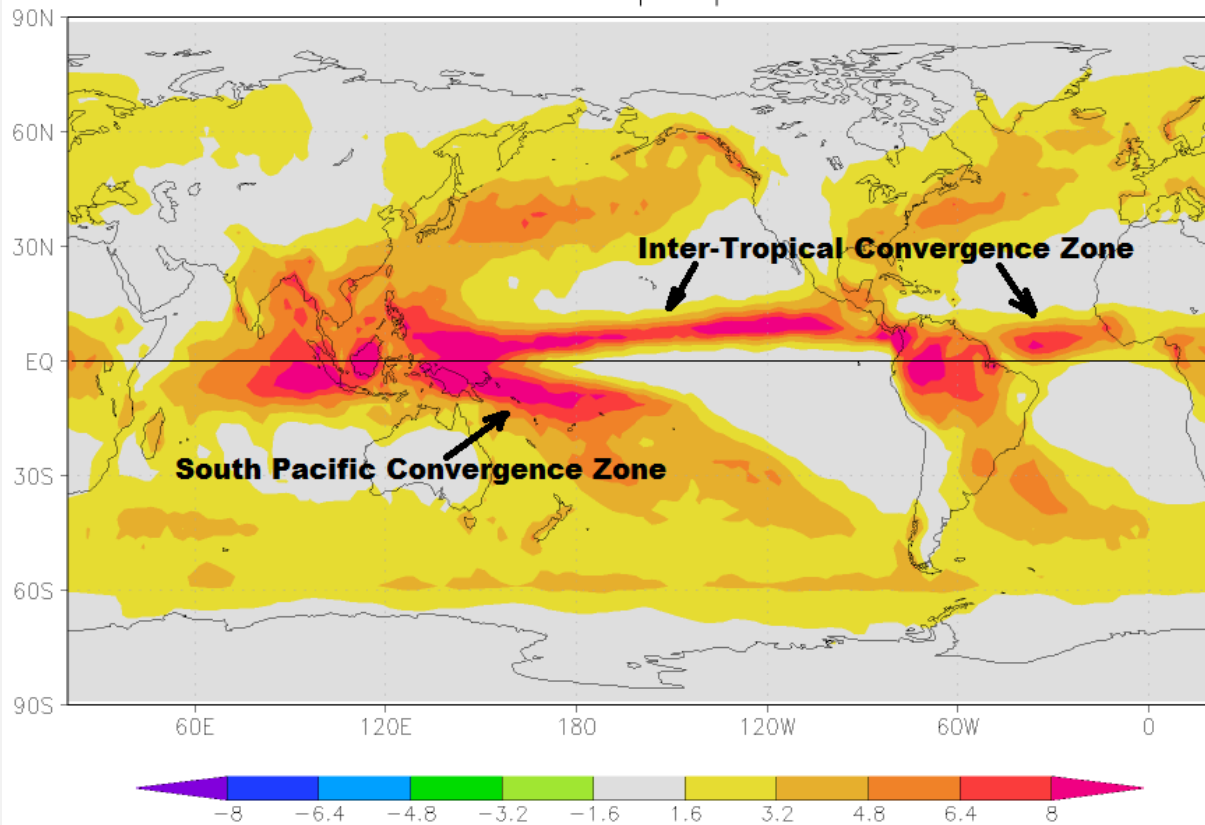 90N
60N
30N
Inter-Tropical Convergence Zone
EQ
South Pacific Convergence Zone
30S
60S
90S
60E 120E 180 120W 60W 0
−8 −6.4 −4.8 −3.2 −1.6 1.6 3.2 4.8 6.4 8